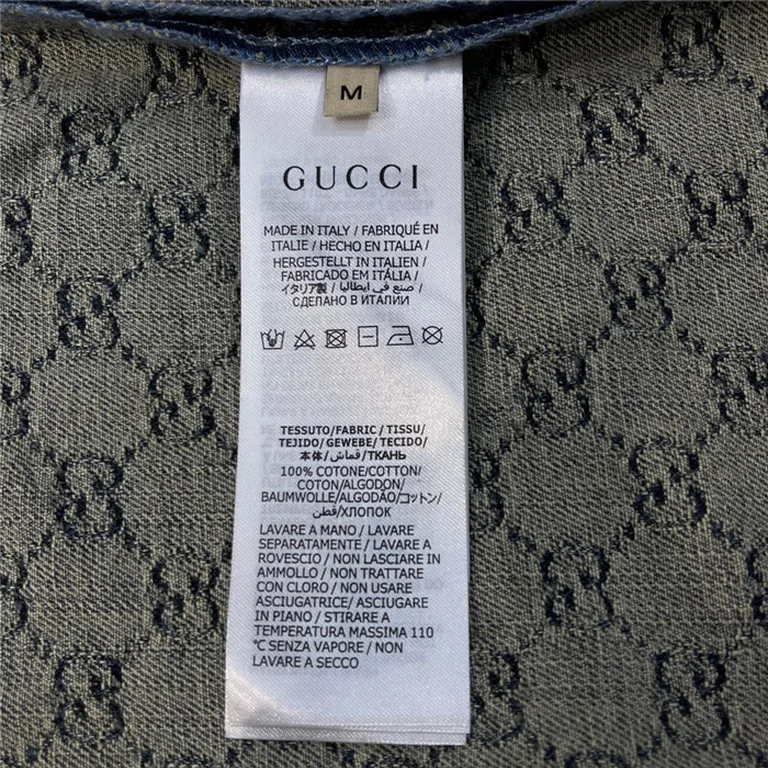 M
GUCCI
MADE IN ITALY / FABRIQUÉ EN
ITALIE / HECHO EN ITALIA /
HERGESTELLT IN ITALIEN /
FABRICADO EM ITÁLIA /
イタリア製 / صنع في ايطاليا /
СДЕЛАНО В ИТАЛИИ
TESSUTO/FABRIC / TISSU/
TEJIDO/ GEWEBE/ TECIDO/
本体/ قماش/ТКАНЬ
100% COTONE/COTTON/
COTON/ALGODON/
BAUMWOLLE/ALGODÃO/コットン/
قطن/ХЛОПОК
LAVARE A MANO / LAVARE
SEPARATAMENTE / LAVARE A
ROVESCIO / NON LASCIARE IN
AMMOLLO / NON TRATTARE
CON CLORO / NON USARE
ASCIUGATRICE/ ASCIUGARE
IN PIANO / STIRARE A
TEMPERATURA MASSIMA 110
°C SENZA VAPORE / NON
LAVARE A SECCO